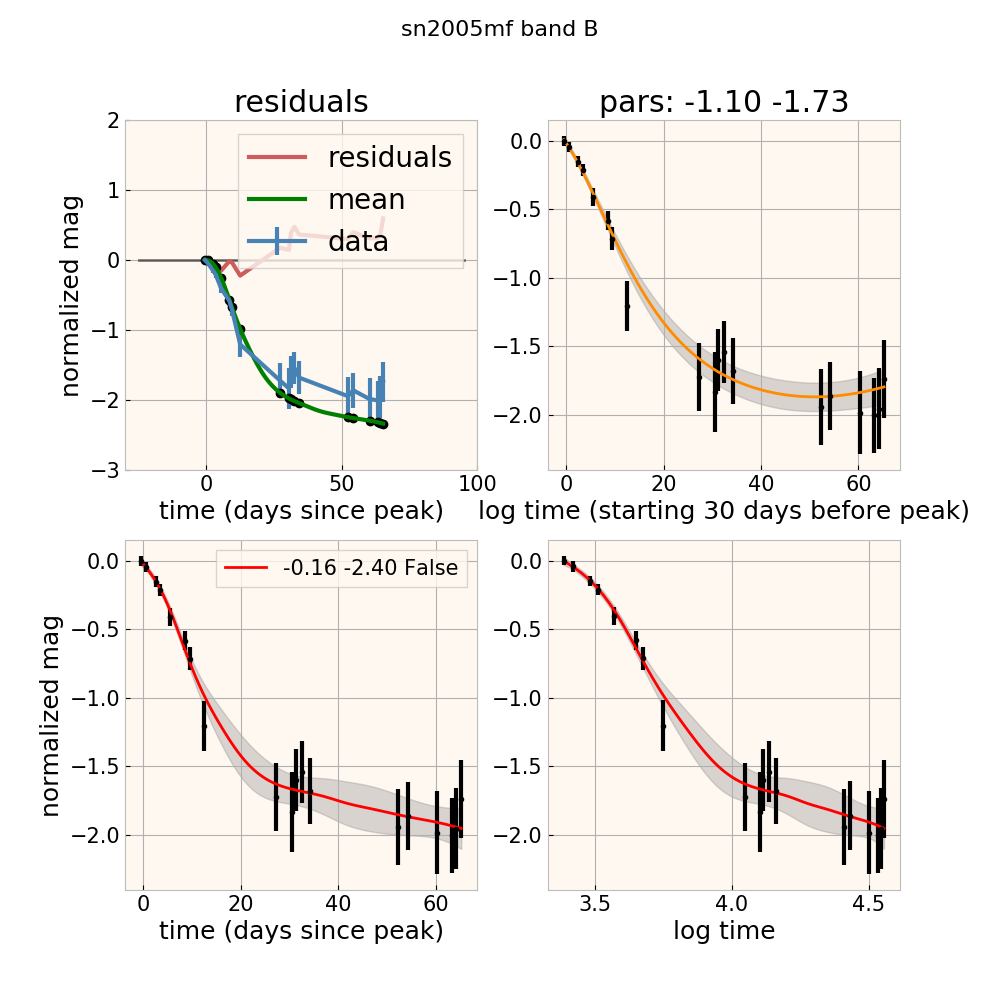 sn2005mf band B
residuals
pars: -1.10 -1.73
normalized mag
2
1
0
−1
−2
−3
residuals
mean
data
0
50
100
time (days since peak)
0.0
−0.5
−1.0
−1.5
−2.0
0
20
40
60
log time (starting 30 days before peak)
normalized mag
0.0
−0.5
−1.0
−1.5
−2.0
-0.16 -2.40 False
0
20
40
60
time (days since peak)
0.0
−0.5
−1.0
−1.5
−2.0
3.5
4.0
4.5
log time